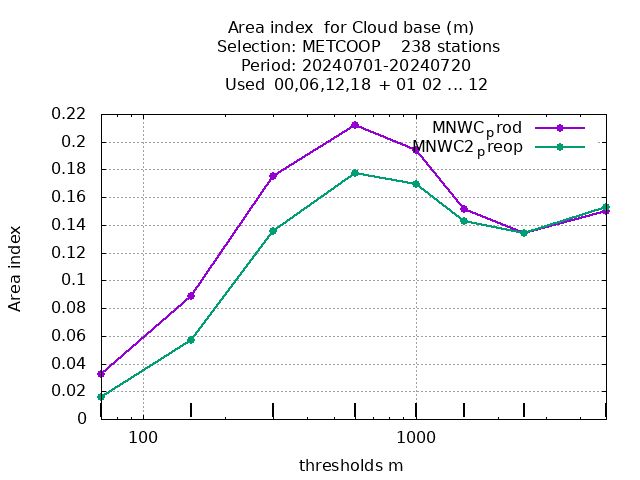 Area index  for Cloud base (m)
Selection: METCOOP    238 stations
Period: 20240701-20240720
Used  00,06,12,18 + 01 02 ... 12
0.22
0.2
0.18
0.16
0.14
0.12
0.1
0.08
0.06
0.04
0.02
0
Area index
MNWCprod
MNWC2preop
100
1000
thresholds m